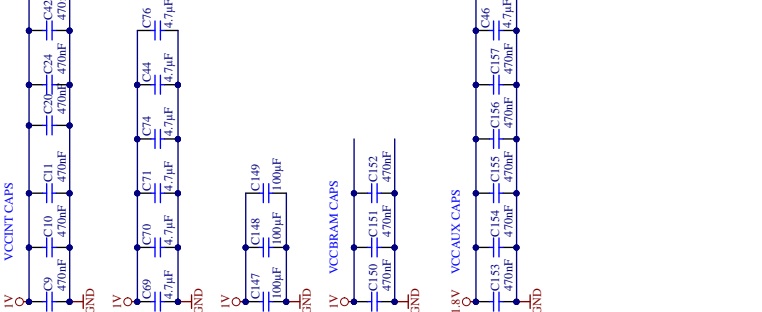 VCCINT CAPS
C42
470
C24
470nF
C20
470nF
C11
470nF
C10
470nF
C9
470nF
1V
GND
C76
4.7µF
C44
4.7µF
C74
4.7µF
C71
4.7µF
C70
4.7µF
C69
4.7µF
1V
GND
C149
100µF
C148
100µF
C147
100µF
1V
GND
VCCBRAM CAPS
C152
470nF
C151
470nF
C150
470nF
1V
GND
VCCAUX CAPS
C46
4.7µF
C157
470nF
C156
470nF
C155
470nF
C154
470nF
C153
470nF
1.8V
GND